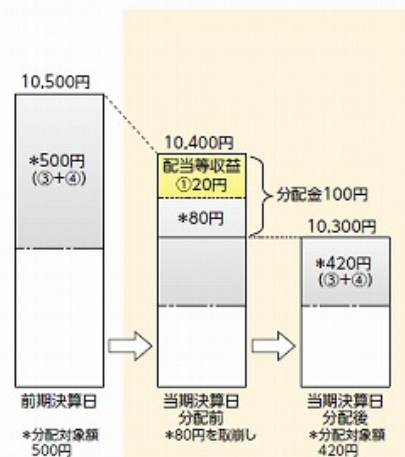 10,500円
*500円
(③+④)
10,400円
配当等収益
①20円
*80円
分配金100円
10,300円
*420円
(③+④)
前期決算日
*分配対象額
500円
当期決算日
分配前
*80円を取崩し
当期決算日
分配後
*分配対象額
420円